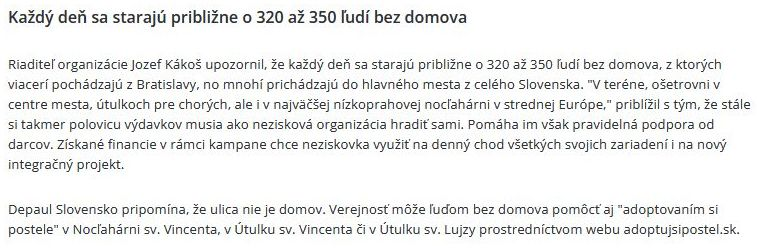 Každý deň sa starajú približne o 320 až 350 ľudí bez domova
Riaditeľ organizácie Jozef Kákoš upozornil, že každý deň sa starajú približne o 320 až 350 ľudí bez domova, z ktorých
viacerí pochádzajú z Bratislavy, no mnohí prichádzajú do hlavného mesta z celého Slovenska. "V teréne, ošetrovni v
centre mesta, útulkoch pre chorých, ale i v najväčšej nízkoprahovej nocľahárni v strednej Európe," priblížil s tým, že stále
si takmer polovicu výdavkov musia ako nezisková organizácia hradiť sami. Pomáha im však pravidelná podpora od
darcov. Získané financie v rámci kampane chce neziskovka využiť na denný chod všetkých svojich zariadení i na nový
integračný projekt.
Depaul Slovensko pripomína, že ulica nie je domov. Verejnosť môže ľuďom bez domova pomôcť aj "adoptovaním si
postele" v Nocľahárni sv. Vincenta, v Útulku sv. Vincenta či v Útulku sv. Lujzy prostredníctvom webu adoptujsipostel.sk.